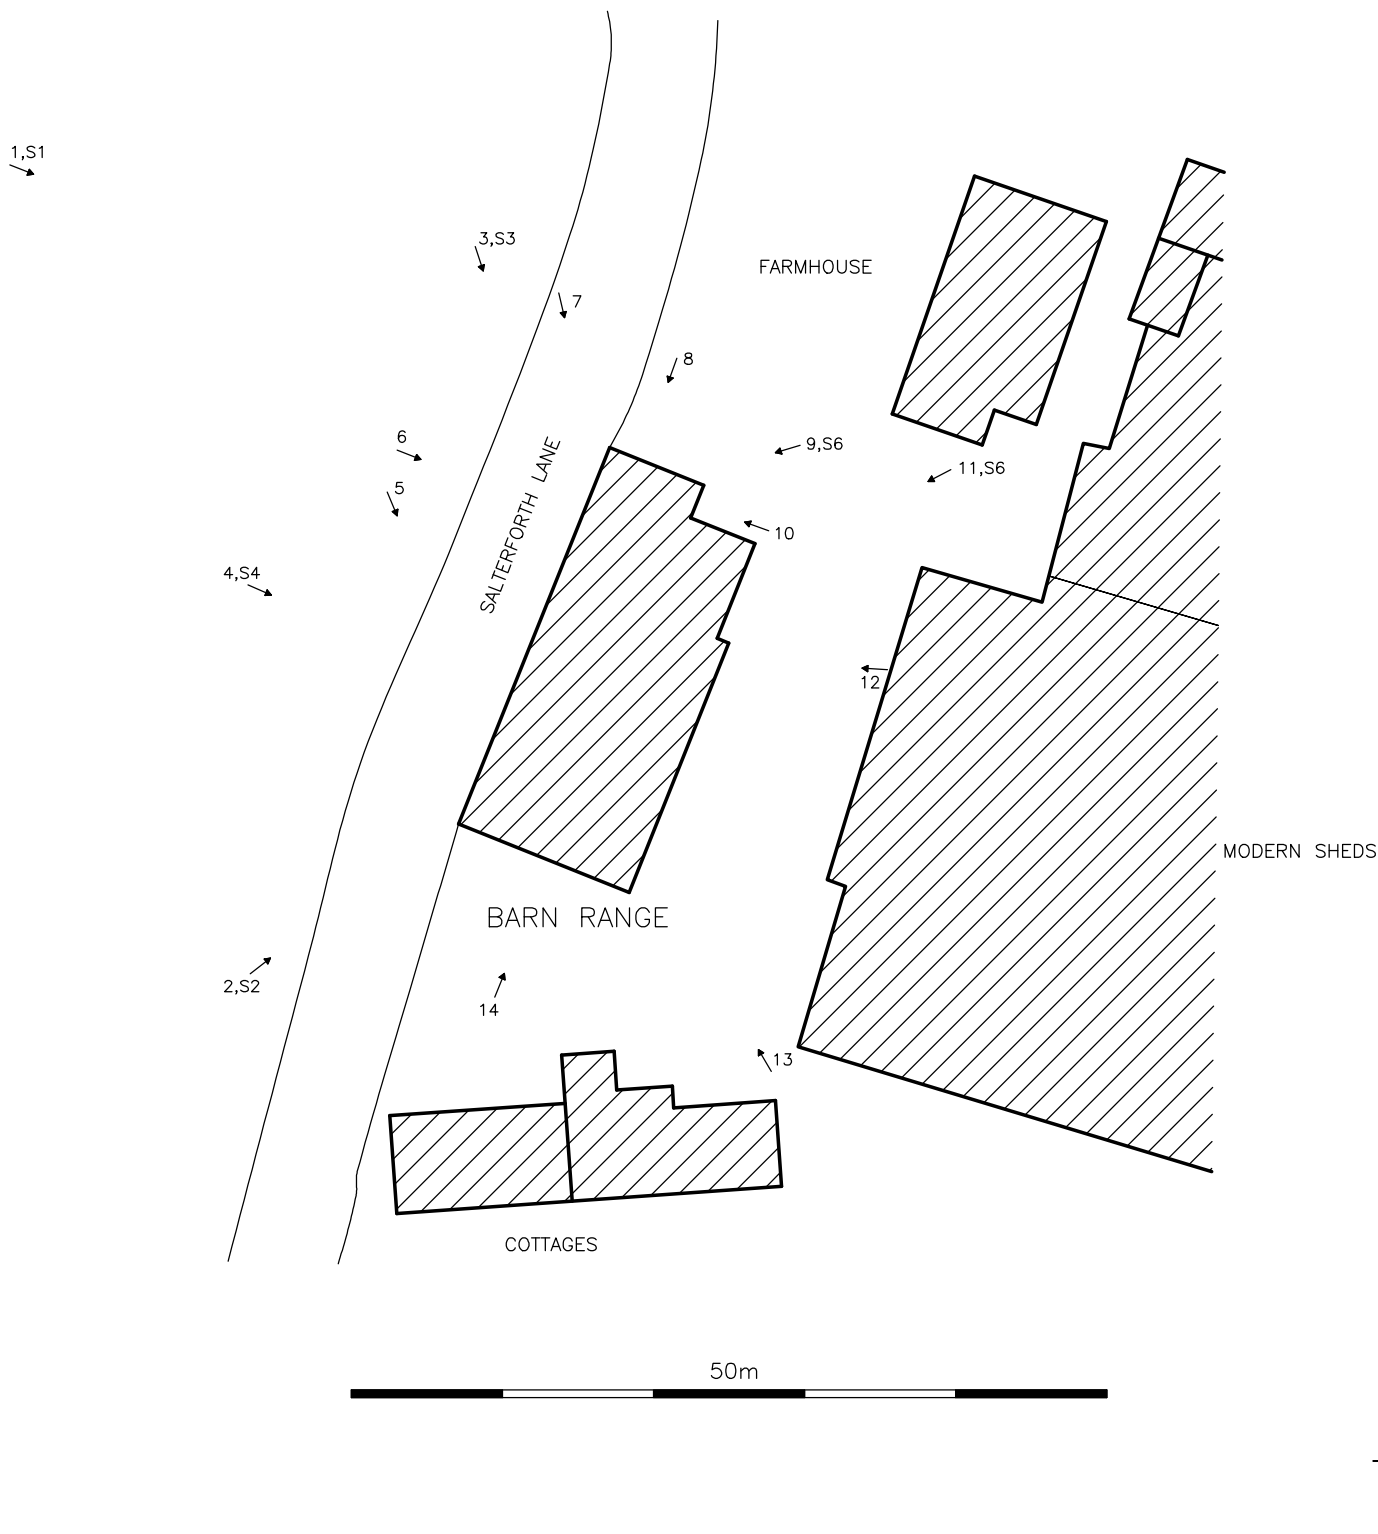 1,S1
3,S3
FARMHOUSE
7
8
6
9,S6
SALTERFORTH LANE
11,S6
5
10
4,S4
12
MODERN SHEDS
BARN RANGE
2,S2
14
13
COTTAGES
50m